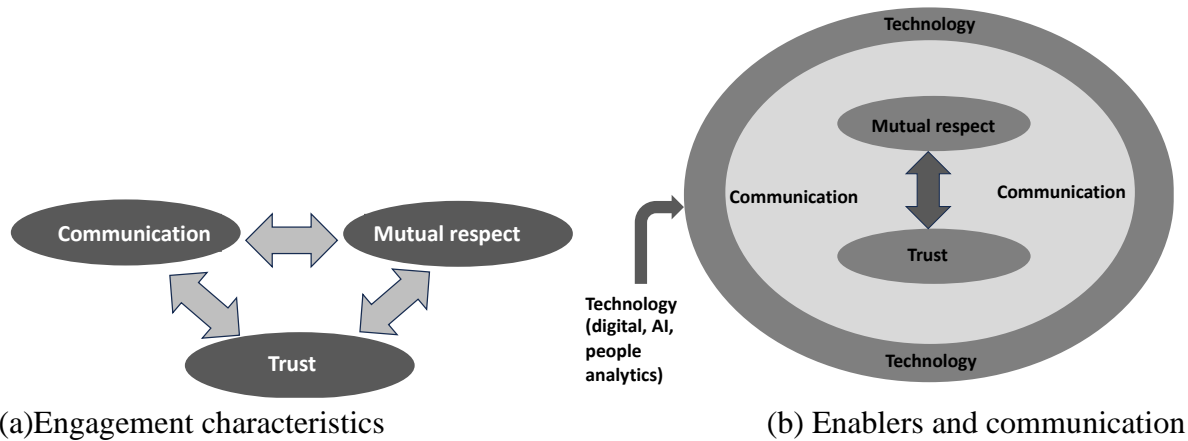 Communication
Mutual respect
Trust
(a)Engagement characteristics
Technology
Mutual respect
Communication
Communication
Trust
Technology
(digital, AI,
people
analytics)
Technology
(b) Enablers and communication